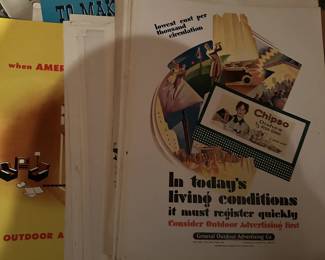 TO MAK
when AMER
OUTDOOR A
lowest cost per
thousand
circulation
Chipso
In today's
living conditions
it must register quickly
Consider Outdoor Advertising first
General Outdoor Advertising Co